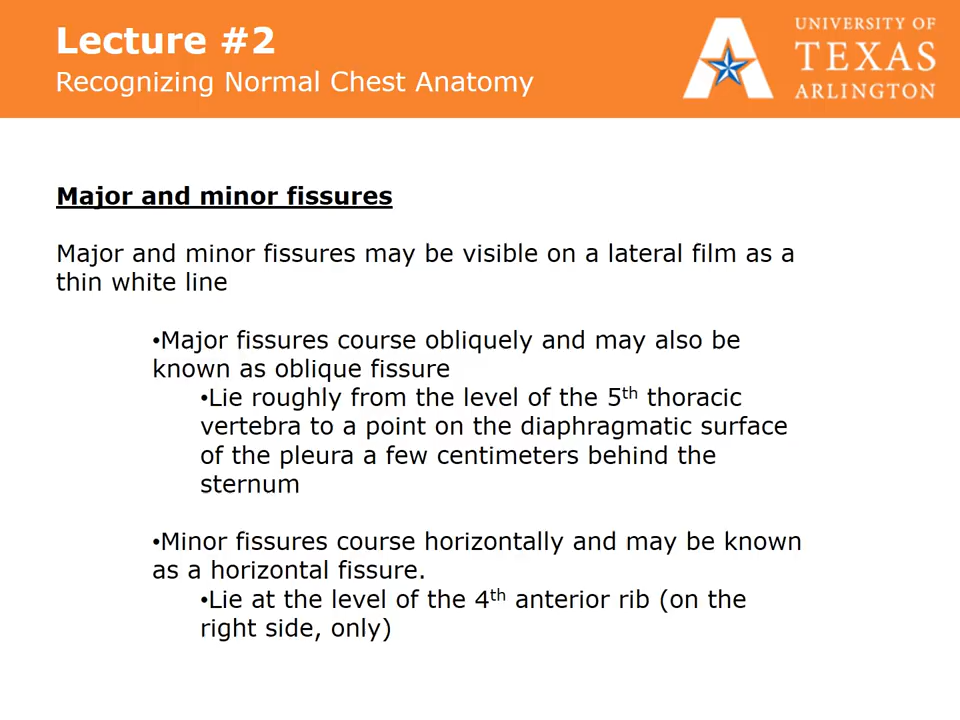 Lecture #2
Recognizing Normal Chest Anatomy
UNIVERSITY OF
TEXAS
ARLINGTON
Major and minor fissures
Major and minor fissures may be visible on a lateral film as a
thin white line
•Major fissures course obliquely and may also be
known as oblique fissure
•Lie roughly from the level of the 5th thoracic
vertebra to a point on the diaphragmatic surface
of the pleura a few centimeters behind the
sternum
•Minor fissures course horizontally and may be known
as a horizontal fissure.
•Lie at the level of the 4th anterior rib (on the
right side, only)